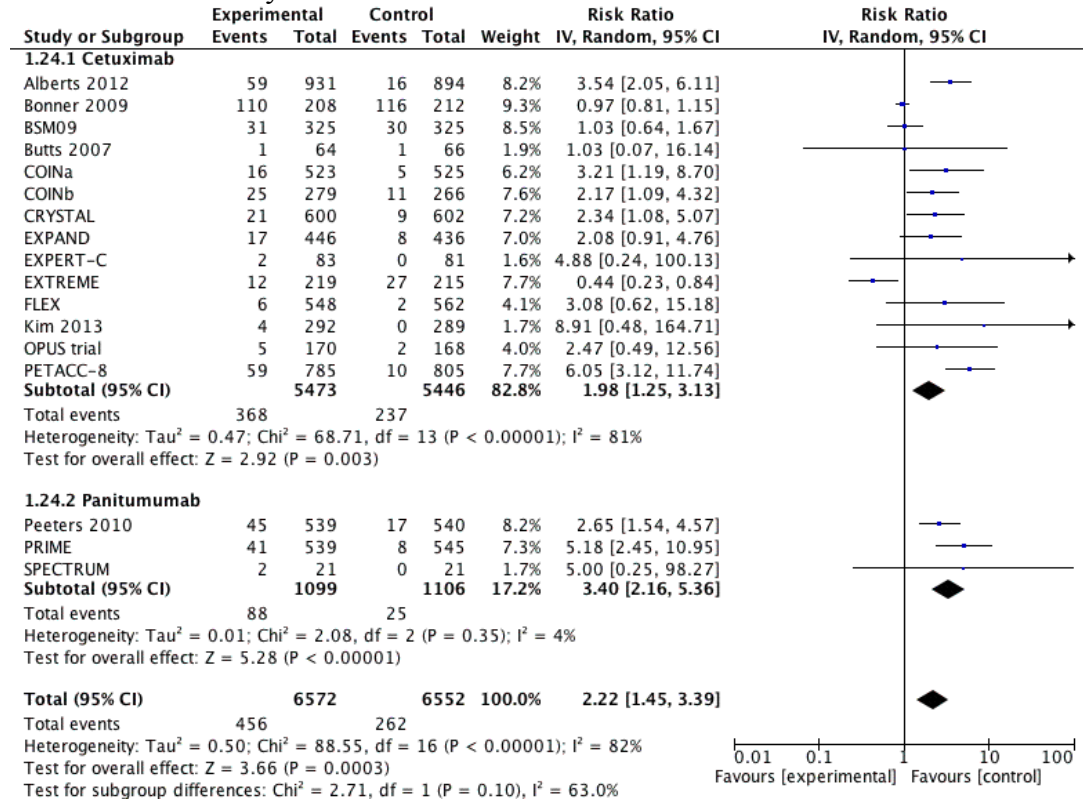 Experimental Control Risk Ratio Risk Ratio
Study or Subgroup Events Total Events Total Weight IV, Random, 95% CI IV, Random, 95% CI
1.24.1 Cetuximab
Alberts 2012 59 931 16 894 8.2% 3.54 [2.05, 6.11]
Bonner 2009 110 208 116 212 9.3% 0.97 [0.81, 1.15]
BSM09 31 325 30 325 8.5% 1.03 [0.64, 1.67]
Butts 2007 1 64 1 66 1.9% 1.03 [0.07, 16.14]
COINa 16 523 5 525 6.2% 3.21 [1.19, 8.70]
COINb 25 279 11 266 7.6% 2.17 [1.09, 4.32]
CRYSTAL 21 600 9 602 7.2% 2.34 [1.08, 5.07]
EXPAND 17 446 8 436 7.0% 2.08 [0.91, 4.76]
EXPERT-C 2 83 0 81 1.6% 4.88 [0.24, 100.13]
EXTREME 12 219 27 215 7.7% 0.44 [0.23, 0.84]
FLEX 6 548 2 562 4.1% 3.08 [0.62, 15.18]
Kim 2013 4 292 0 289 1.7% 8.91 [0.48, 164.71]
OPUS trial 5 170 2 168 4.0% 2.47 [0.49, 12.56]
PETACC-8 59 785 10 805 7.7% 6.05 [3.12, 11.74]
Subtotal (95% CI) 5473 5446 82.8% 1.98 [1.25, 3.13]
Total events 368 237
Heterogeneity: Tau² = 0.47; Chi² = 68.71, df = 13 (P < 0.00001); I² = 81%
Test for overall effect: Z = 2.92 (P = 0.003)
1.24.2 Panitumumab
Peeters 2010 45 539 17 540 8.2% 2.65 [1.54, 4.57]
PRIME 41 539 8 545 7.3% 5.18 [2.45, 10.95]
SPECTRUM 2 21 0 21 1.7% 5.00 [0.25, 98.27]
Subtotal (95% CI) 1099 1106 17.2% 3.40 [2.16, 5.36]
Total events 88 25
Heterogeneity: Tau² = 0.01; Chi² = 2.08, df = 2 (P = 0.35); I² = 4%
Test for overall effect: Z = 5.28 (P < 0.00001)
Total (95% CI) 6572 6552 100.0% 2.22 [1.45, 3.39]
Total events 456 262
Heterogeneity: Tau² = 0.50; Chi² = 88.55, df = 16 (P < 0.00001); I² = 82%
Test for overall effect: Z = 3.66 (P = 0.0003)
Test for subgroup differences: Chi² = 2.71, df = 1 (P = 0.10), I² = 63.0%
0.01 0.1 1 10 100
Favours [experimental] Favours [control]